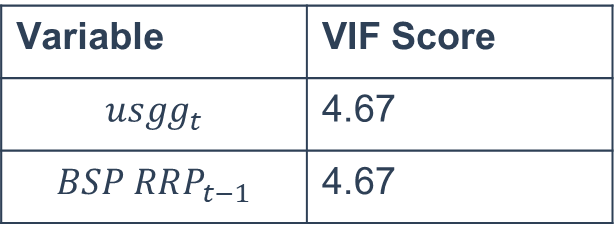 Variable VIF Score
usgg_t 4.67
BSP RRP_{t−1} 4.67